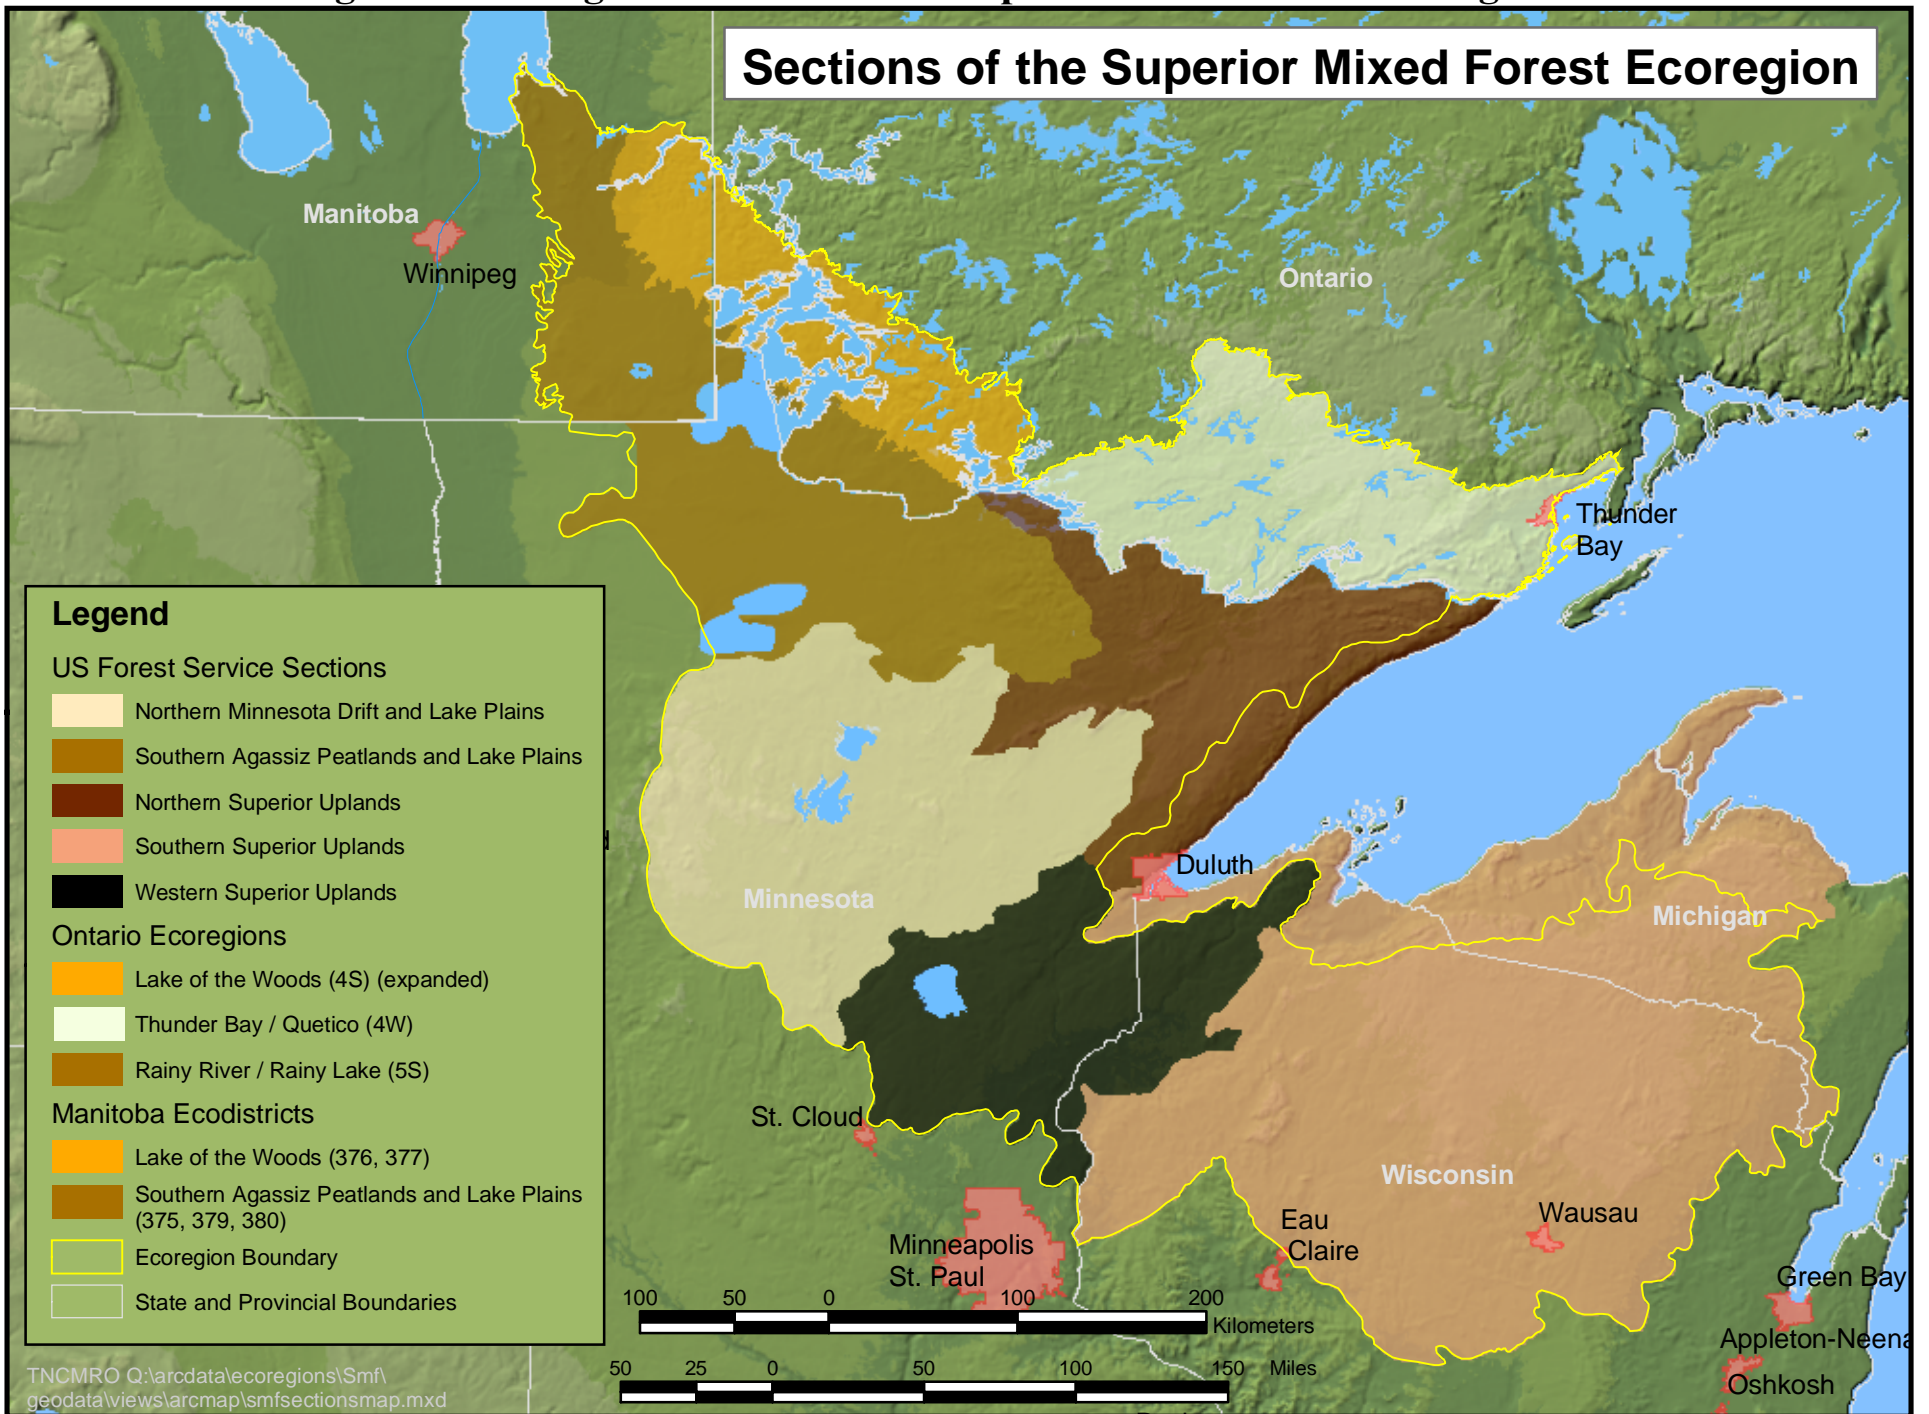 Sections of the Superior Mixed Forest Ecoregion
Manitoba
Winnipeg
Ontario
Thunder
Bay
Legend
US Forest Service Sections
Northern Minnesota Drift and Lake Plains
Southern Agassiz Peatlands and Lake Plains
Northern Superior Uplands
Southern Superior Uplands
Western Superior Uplands
Ontario Ecoregions
Lake of the Woods (4S) (expanded)
Thunder Bay / Quetico (4W)
Rainy River / Rainy Lake (5S)
Manitoba Ecodistricts
Lake of the Woods (376, 377)
Southern Agassiz Peatlands and Lake Plains
(375, 379, 380)
Ecoregion Boundary
State and Provincial Boundaries
Duluth
Minnesota
Michigan
St. Cloud
Wisconsin
Wausau
Eau
Claire
Minneapolis
St. Paul
Green Bay
Appleton-Neena
Oshkosh
100 50 0 100 200
Kilometers
50 25 0 50 100 150 Miles
TNCMRO Q:\arcdata\ecoregions\Smf\
geodata\views\arcmap\smfsectionsmap.mxd